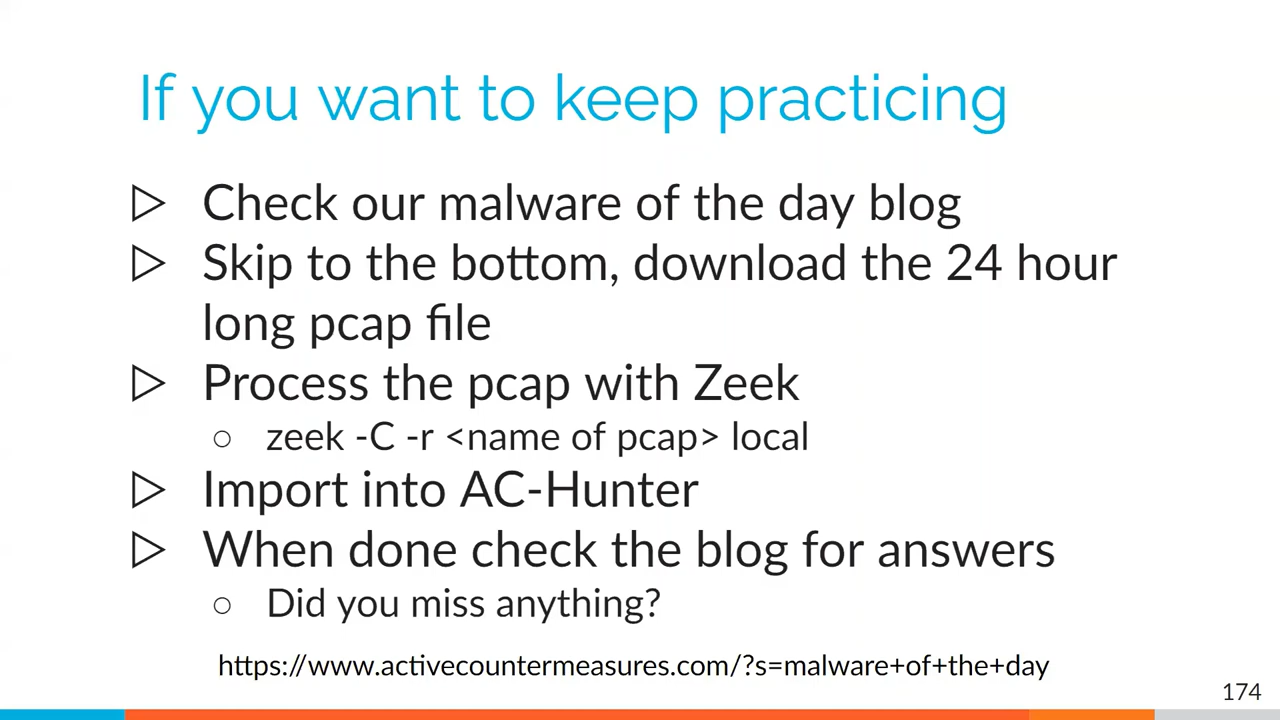 If you want to keep practicing
▷ Check our malware of the day blog
▷ Skip to the bottom, download the 24 hour
long pcap file
▷ Process the pcap with Zeek
○ zeek -C -r <name of pcap> local
▷ Import into AC-Hunter
▷ When done check the blog for answers
○ Did you miss anything?
https://www.activecountermeasures.com/?s=malware+of+the+day
174